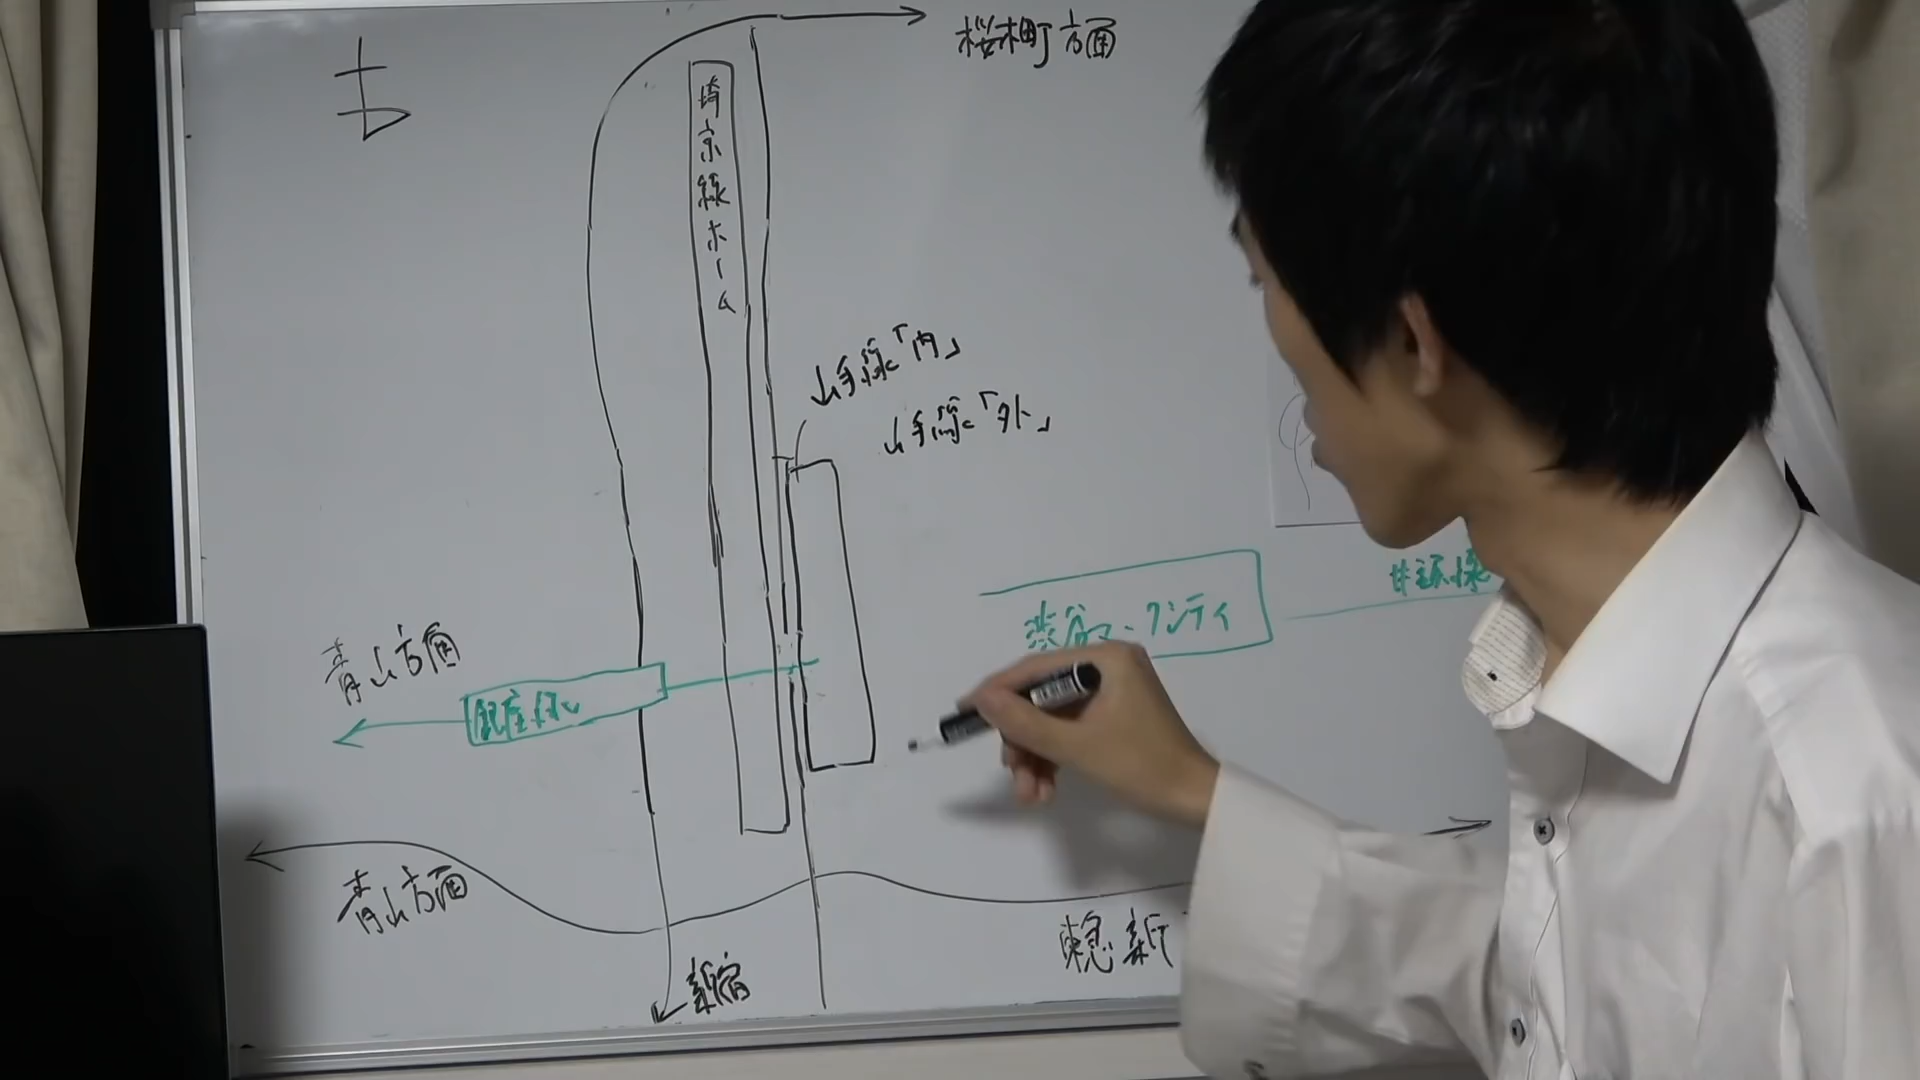 桜木町方面
埼京線ホーム
山手線「内」
山手線「外」
井の頭線
渋谷マークシティ
青山方面
銀座線
青山方面
新宿